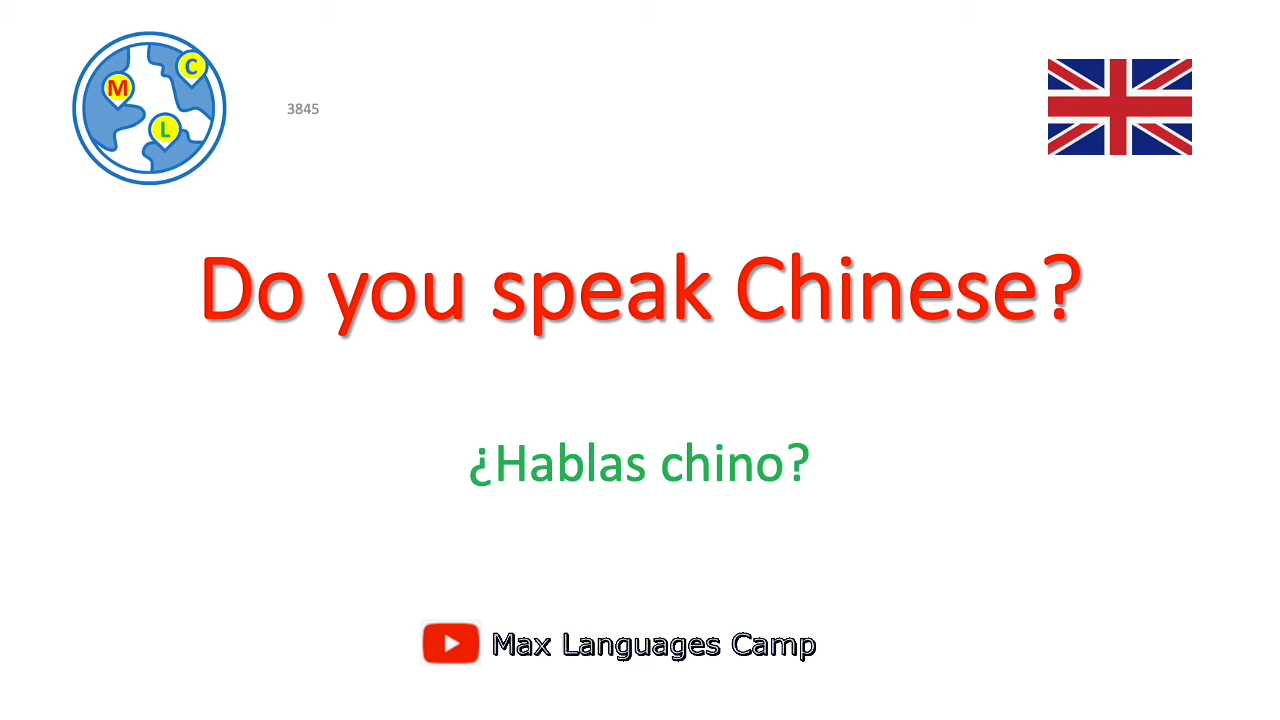 M
C
L
3845
Do you speak Chinese?
¿Hablas chino?
Max Languages Camp